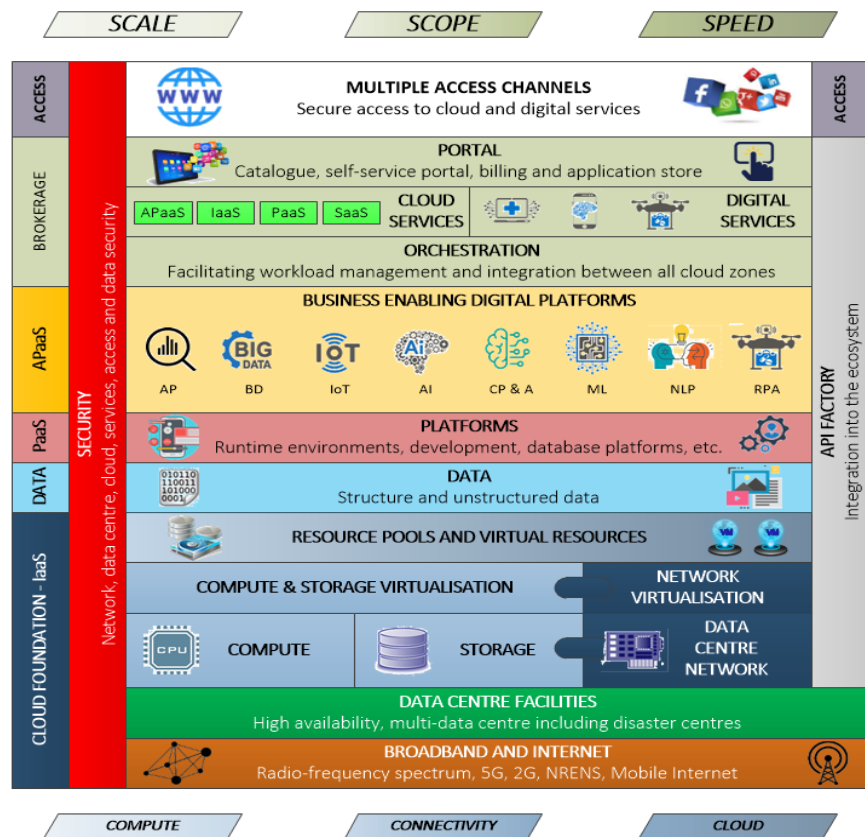 SCALE
SCOPE
SPEED
ACCESS
MULTIPLE ACCESS CHANNELS
Secure access to cloud and digital services
WWW
ACCESS
BROKERAGE
PORTAL
Catalogue, self-service portal, billing and application store
APaaS
IaaS
PaaS
SaaS
CLOUD
SERVICES
DIGITAL
SERVICES
ORCHESTRATION
Facilitating workload management and integration between all cloud zones
SECURITY
Network, data centre, cloud, services, access and data security
API FACTORY
Integration into the ecosystem
APaaS
BUSINESS ENABLING DIGITAL PLATFORMS
BIG
DATA
IOT
Ai
AP
BD
IoT
AI
CP & A
ML
NLP
RPA
PaaS
PLATFORMS
Runtime environments, development, database platforms, etc.
DATA
010110
110011
101000
0001
DATA
Structure and unstructured data
CLOUD FOUNDATION - IaaS
RESOURCE POOLS AND VIRTUAL RESOURCES
VM
VM
COMPUTE & STORAGE VIRTUALISATION
NETWORK
VIRTUALISATION
CPU
COMPUTE
STORAGE
DATA
CENTRE
NETWORK
DATA CENTRE FACILITIES
High availability, multi-data centre including disaster centres
BROADBAND AND INTERNET
Radio-frequency spectrum, 5G, 2G, NRENS, Mobile Internet
COMPUTE
CONNECTIVITY
CLOUD